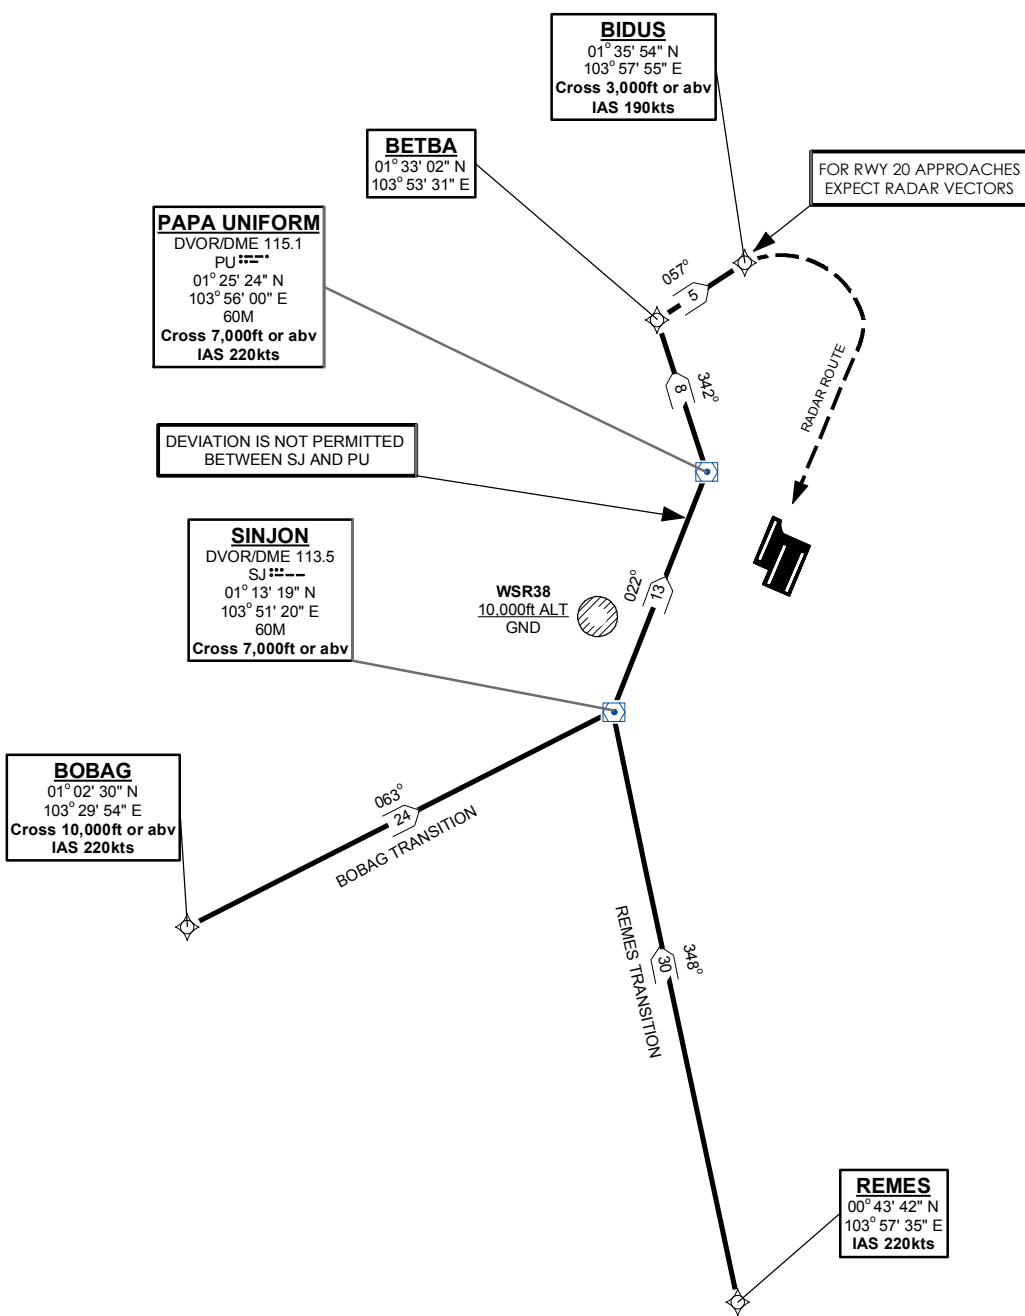 BIDUS
01° 35' 54" N
103° 57' 55" E
Cross 3,000ft or abv
IAS 190kts
BETBA
01° 33' 02" N
103° 53' 31" E
FOR RWY 20 APPROACHES
EXPECT RADAR VECTORS
PAPA UNIFORM
DVOR/DME 115.1
PU
01° 25' 24" N
103° 56' 00" E
60M
Cross 7,000ft or abv
IAS 220kts
057°
5
RADAR ROUTE
342°
8
DEVIATION IS NOT PERMITTED
BETWEEN SJ AND PU
SINJON
DVOR/DME 113.5
SJ
01° 13' 19" N
103° 51' 20" E
60M
Cross 7,000ft or abv
WSR38
10,000ft ALT
GND
022°
13
BOBAG
01° 02' 30" N
103° 29' 54" E
Cross 10,000ft or abv
IAS 220kts
063°
24
BOBAG TRANSITION
REMES TRANSITION
348°
30
REMES
00° 43' 42" N
103° 57' 35" E
IAS 220kts